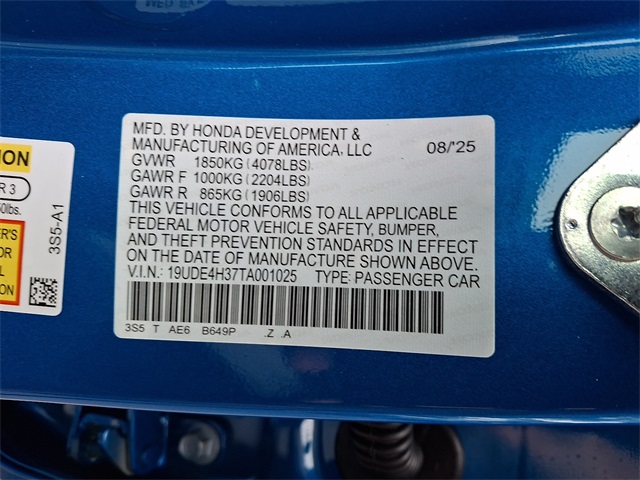 MFD. BY HONDA DEVELOPMENT &
MANUFACTURING OF AMERICA, LLC 08/'25
GVWR 1850KG(4078LBS)
GAWR F 1000KG(2204LBS)
GAWR R 865KG(1906LBS)
THIS VEHICLE CONFORMS TO ALL APPLICABLE
FEDERAL MOTOR VEHICLE SAFETY, BUMPER,
AND THEFT PREVENTION STANDARDS IN EFFECT
ON THE DATE OF MANUFACTURE SHOWN ABOVE.
V.I.N.: 19UDE4H37TA001025 TYPE: PASSENGER CAR
3S5 T AE6 B649P .Z .A
R 3
3S5-A1